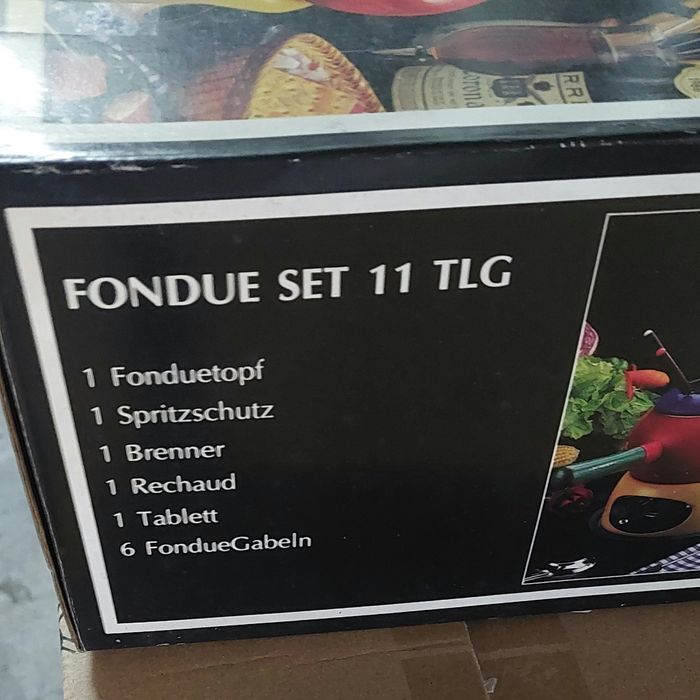 FONDUE SET 11 TLG
1 Fonduetopf
1 Spritzschutz
1 Brenner
1 Rechaud
1 Tablett
6 FondueGabeln